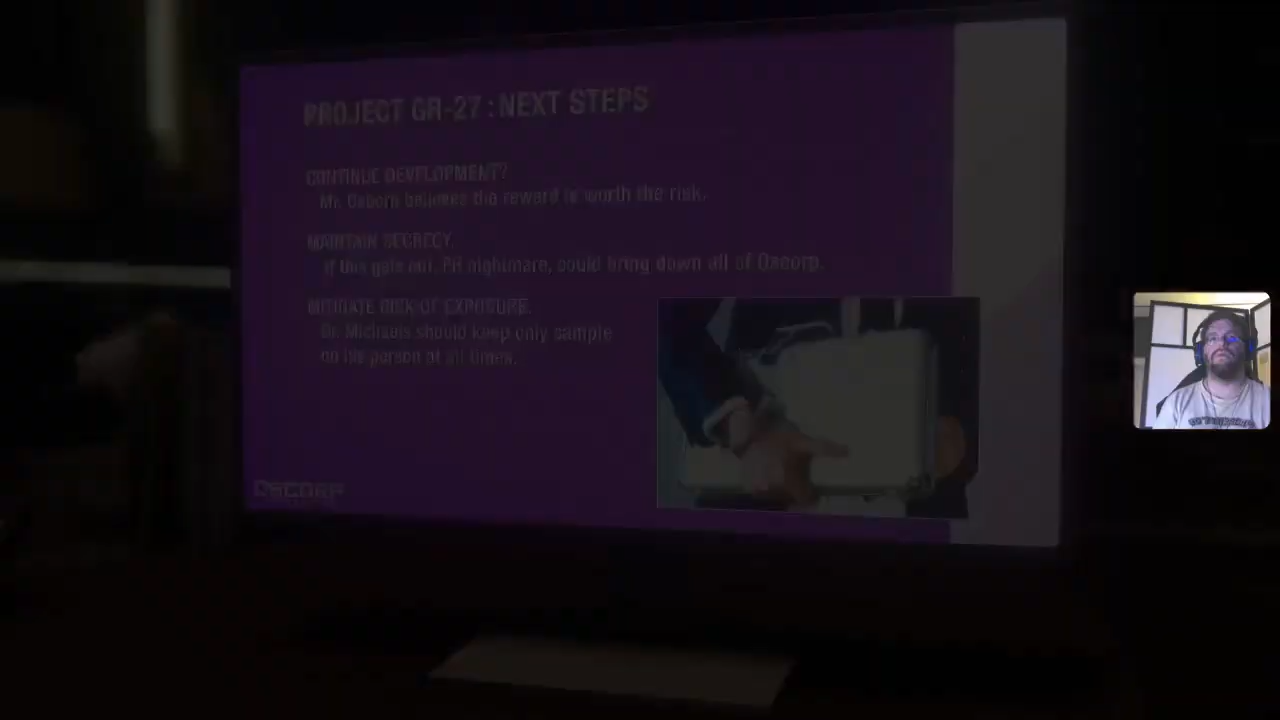 PROJECT GR-27 : NEXT STEPS
CONTINUE DEVELOPMENT?
Mr. Osborn believes the reward is worth the risk.
MAINTAIN SECRECY.
If this gets out, PR nightmare, could bring down all of Oscorp.
MITIGATE RISK OF EXPOSURE.
Dr. Michaels should keep only sample
on his person at all times.
OSCORP